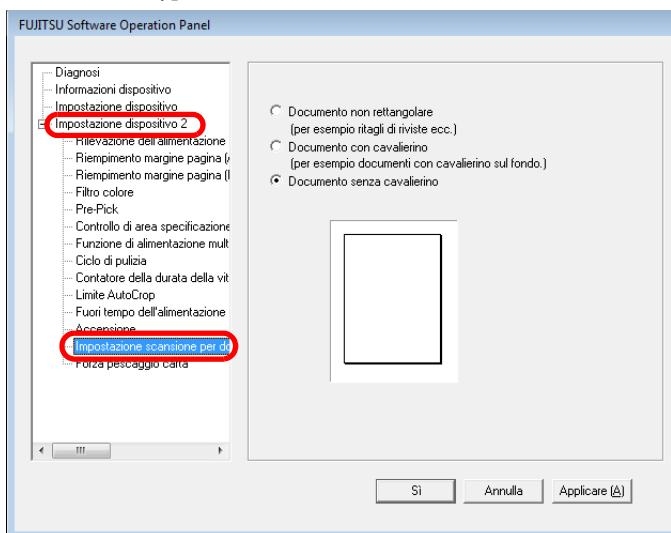 FUJITSU Software Operation Panel
Diagnosi
Informazioni dispositivo
Impostazione dispositivo
Impostazione dispositivo 2
Rilevazione dell'alimentazione
Riempimento margine pagina (
Riempimento margine pagina (
Filtro colore
Pre-Pick
Controllo di area specificazione
Funzione di alimentazione mult
Ciclo di pulizia
Contatore della durata della vit
Limite AutoCrop
Fuori tempo dell'alimentazione
Accensione
Impostazione scansione per do
Forza pescaggio carta
Documento non rettangolare
(per esempio ritagli di riviste ecc.)
Documento con cavalierino
(per esempio documenti con cavalierino sul fondo.)
Documento senza cavalierino
Sì
Annulla
Applicare (A)